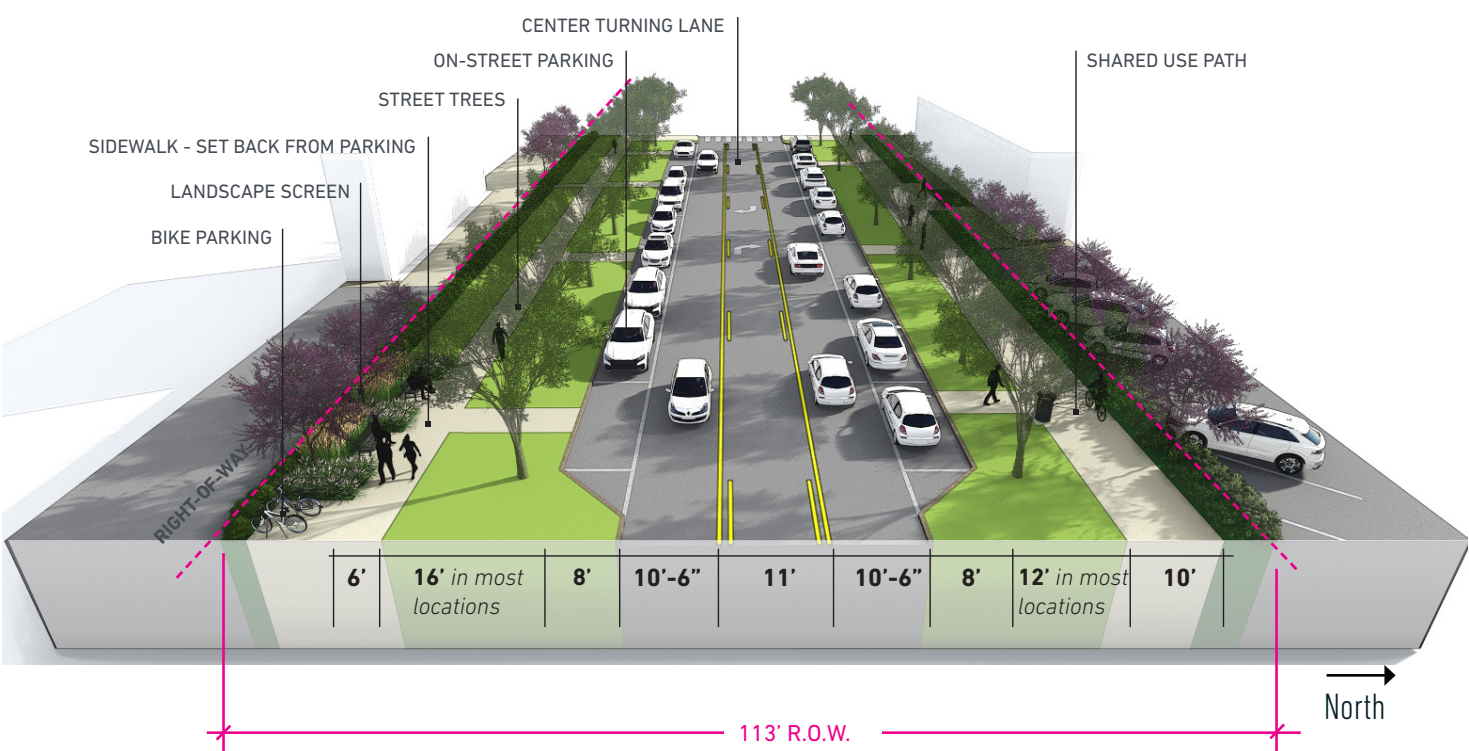 CENTER TURNING LANE
ON-STREET PARKING
SHARED USE PATH
STREET TREES
SIDEWALK - SET BACK FROM PARKING
LANDSCAPE SCREEN
BIKE PARKING
RIGHT-OF-WAY
6’
16’ in most
locations
8’
10’-6”
11’
10’-6”
8’
12’ in most
locations
10’
North
113’ R.O.W.